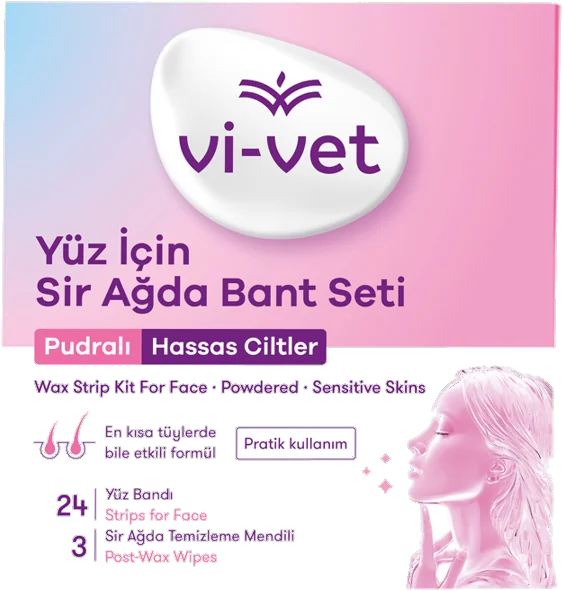 vi-vet
Yüz İçin
Sir Ağda Bant Seti
Pudralı Hassas Ciltler
Wax Strip Kit For Face · Powdered · Sensitive Skins
En kısa tüylerde
bile etkili formül
Pratik kullanım
24
Yüz Bandı
Strips for Face
3
Sir Ağda Temizleme Mendili
Post-Wax Wipes